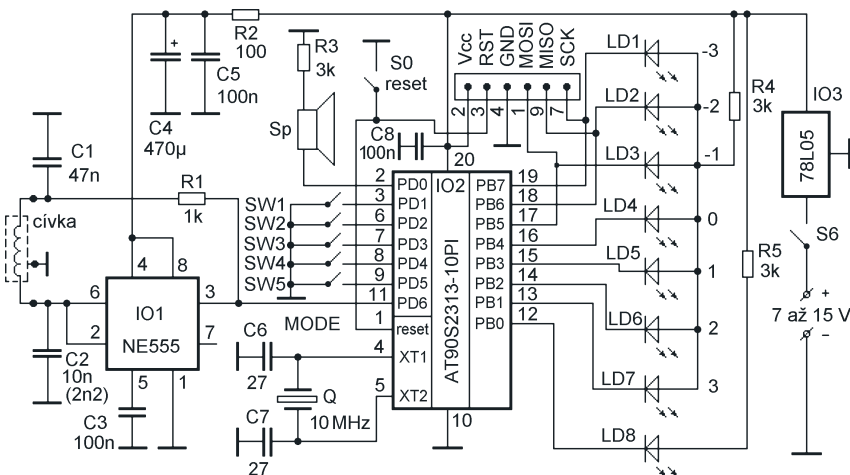 R2
100
R3
3k
+
C5
100n
C4
470µ
Sp
S0
reset
C8
100n
Vcc
RST
GND
MOSI
MISO
SCK
2
3
4
1
9
7
LD1
-3
LD2
-2
LD3
-1
LD4
0
LD5
1
LD6
2
LD7
3
LD8
R4
3k
R5
3k
IO3
78L05
S6
+
7 až 15 V
−
C1
47n
R1
1k
cívka
SW1
SW2
SW3
SW4
SW5
MODE
4
8
6
IO1
3
2
NE555
7
5
1
C2
10n
(2n2)
C3
100n
C6
27
Q
10 MHz
C7
27
20
IO2
AT90S2313-10PI
2
PD0
3
PD1
6
PD2
7
PD3
8
PD4
9
PD5
11
PD6
1
reset
4
XT1
5
XT2
10
PB7
19
PB6
18
PB5
17
PB4
16
PB3
15
PB2
14
PB1
13
PB0
12